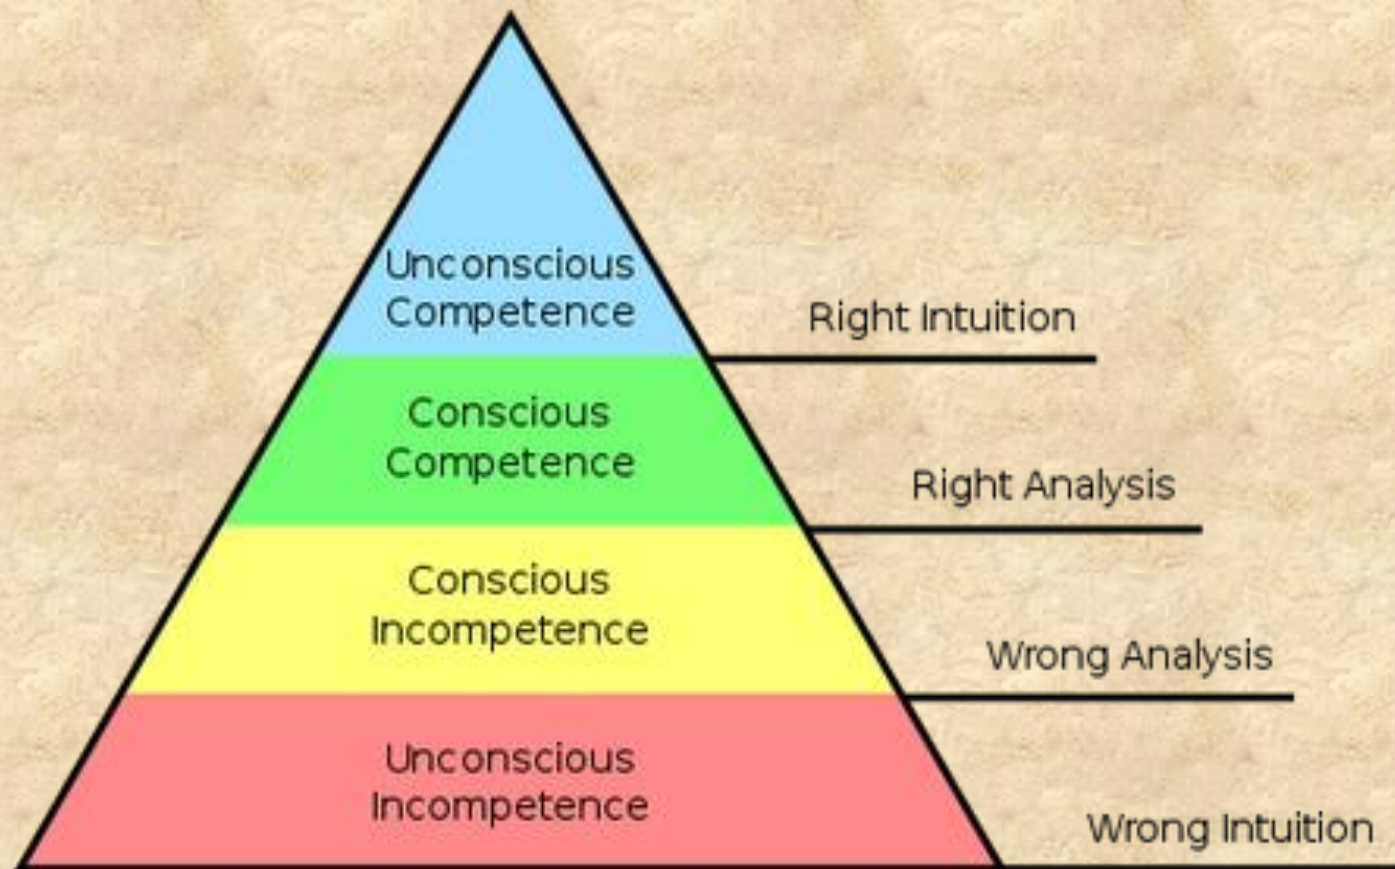 Unconscious
Competence
Right Intuition
Conscious
Competence
Right Analysis
Conscious
Incompetence
Wrong Analysis
Unconscious
Incompetence
Wrong Intuition